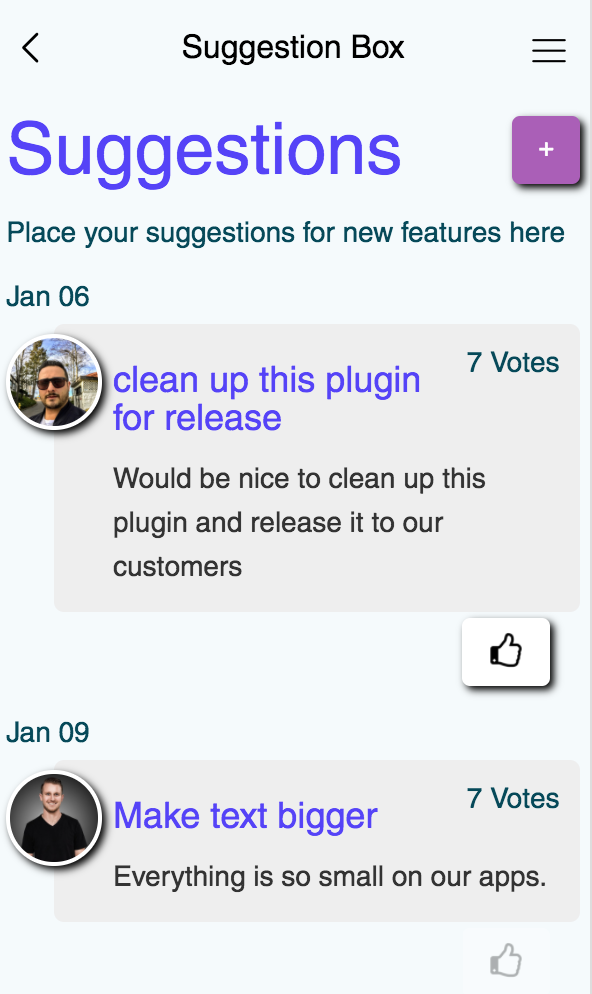 Suggestion Box
Suggestions
+
Place your suggestions for new features here
Jan 06
7 Votes
clean up this plugin
for release
Would be nice to clean up this
plugin and release it to our
customers
Jan 09
7 Votes
Make text bigger
Everything is so small on our apps.